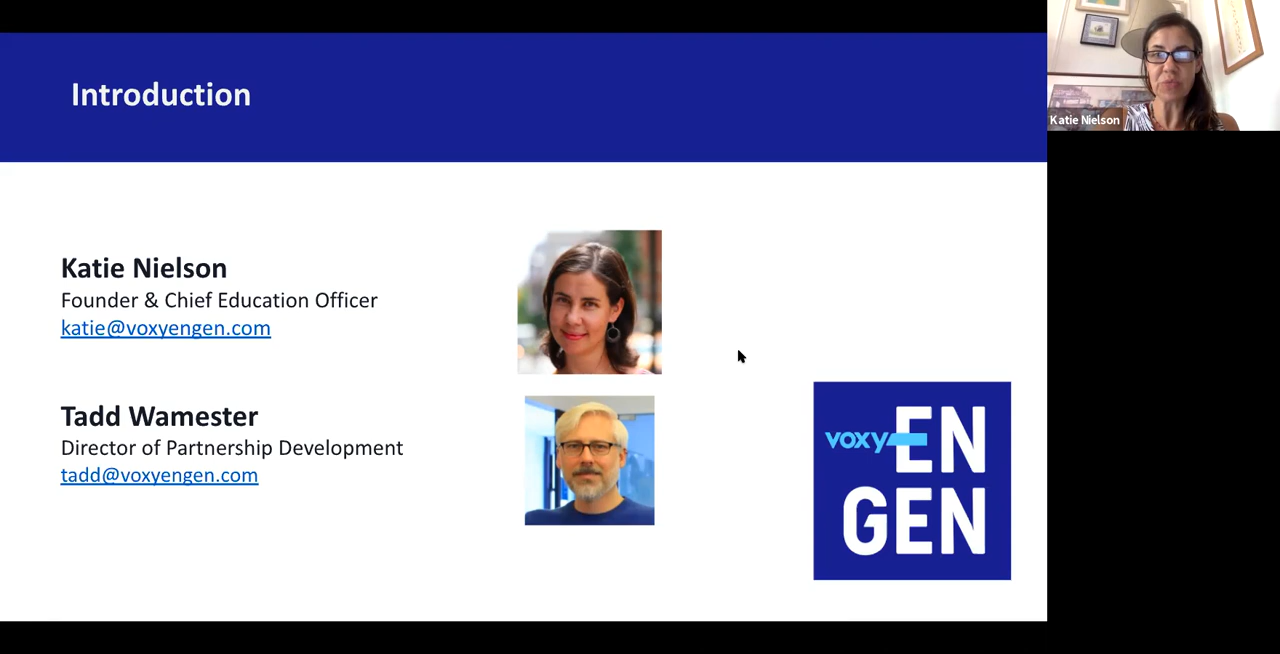 Introduction
Katie Nielson
Katie Nielson
Founder & Chief Education Officer
katie@voxyengen.com
Tadd Wamester
Director of Partnership Development
tadd@voxyengen.com
voxy EN
GEN